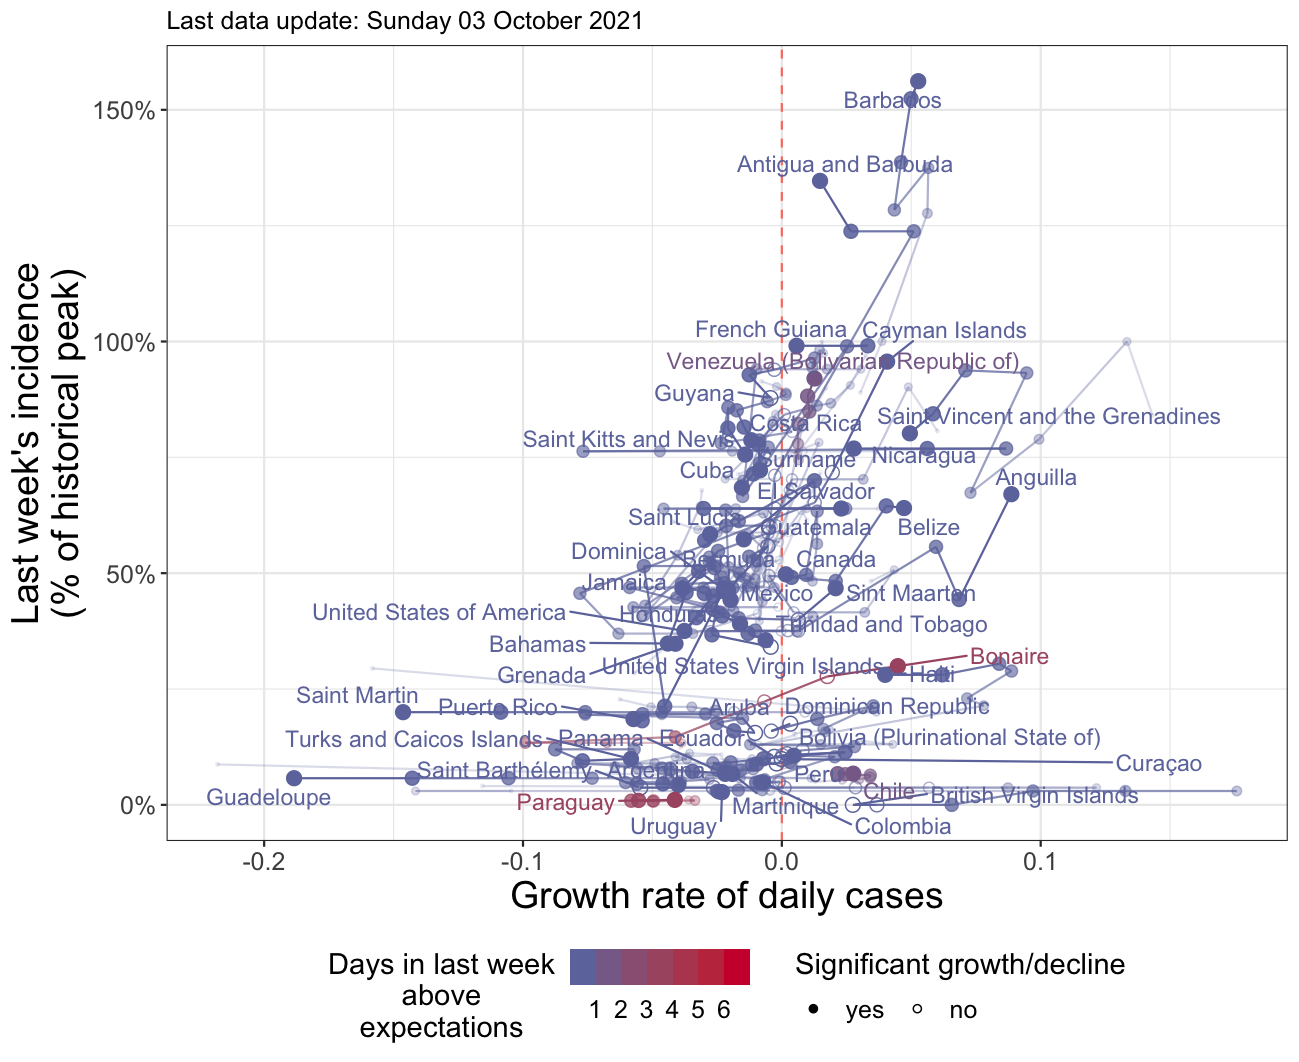 Last data update: Sunday 03 October 2021
Last week's incidence
(% of historical peak)
150%
100%
50%
0%
Barbados
Antigua and Barbuda
French Guiana
Cayman Islands
Venezuela (Bolivarian Republic of)
Guyana
Costa Rica
Saint Vincent and the Grenadines
Saint Kitts and Nevis
Suriname
Nicaragua
Cuba
Anguilla
El Salvador
Saint Lucia
Guatemala
Belize
Dominica
Bermuda
Canada
Jamaica
Mexico
Sint Maarten
United States of America
Honduras
Trinidad and Tobago
Bahamas
Bonaire
Grenada
United States Virgin Islands
Haiti
Saint Martin
Puerto Rico
Aruba
Dominican Republic
Turks and Caicos Islands
Panama
Ecuador
Bolivia (Plurinational State of)
Curaçao
Saint Barthélemy
Argentina
Peru
Guadeloupe
Chile
British Virgin Islands
Paraguay
Martinique
Uruguay
Colombia
-0.2
-0.1
0.0
0.1
Growth rate of daily cases
Days in last week
above
expectations
1 2 3 4 5 6
Significant growth/decline
yes
no